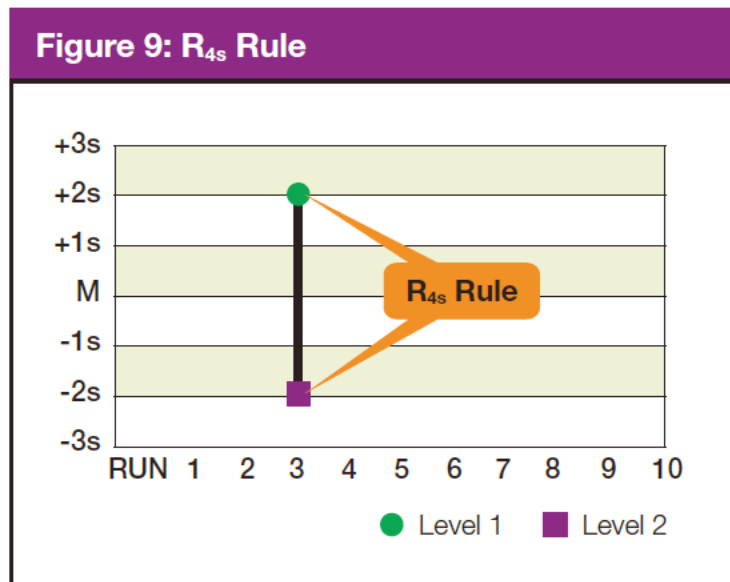 Figure 9: R4s Rule
+3s
+2s
+1s
M
R4s Rule
-1s
-2s
-3s
RUN 1 2 3 4 5 6 7 8 9 10
Level 1 Level 2